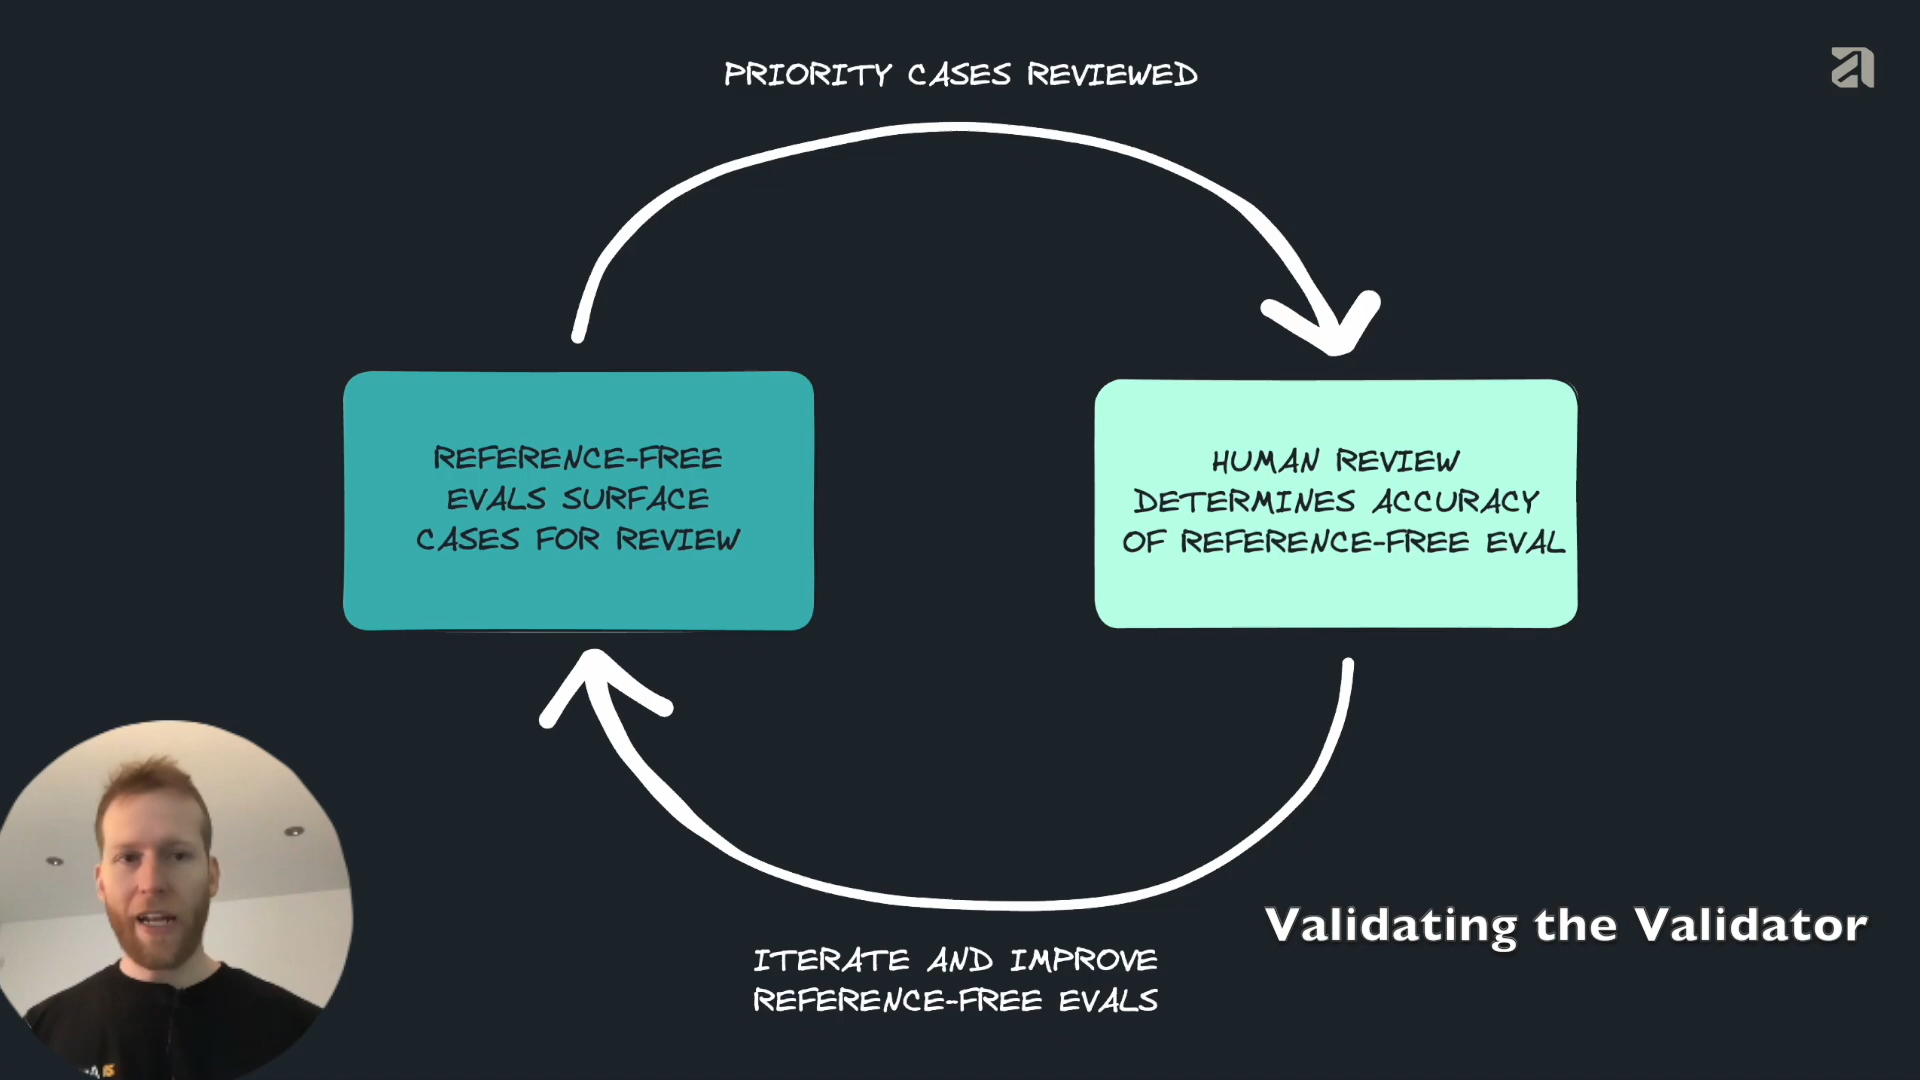 PRIORITY CASES REVIEWED
REFERENCE-FREE
EVALS SURFACE
CASES FOR REVIEW
HUMAN REVIEW
DETERMINES ACCURACY
OF REFERENCE-FREE EVAL
Validating the Validator
ITERATE AND IMPROVE
REFERENCE-FREE EVALS